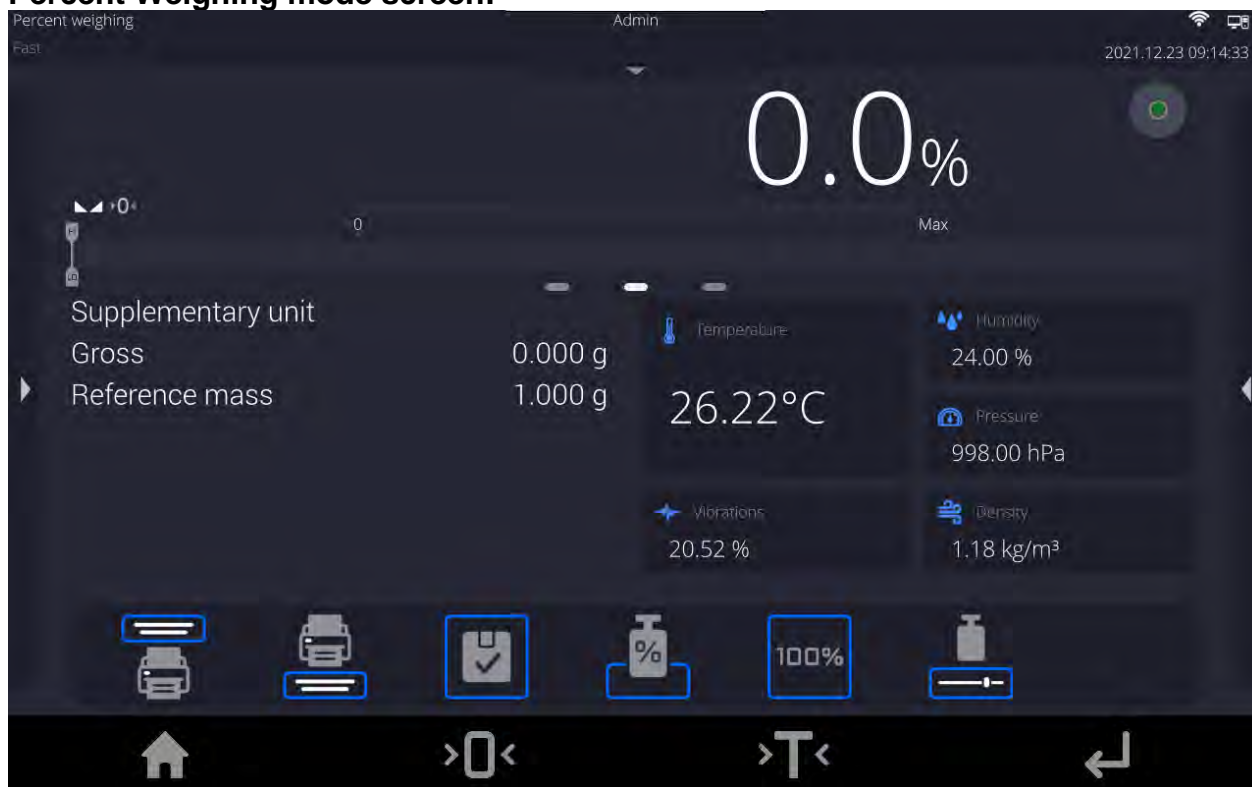 Percent Weighing mode screen:
Percent weighing
Admin
Fast
2021.12.23 09:14:33
0.0%
>0<
0
Max
Supplementary unit
Gross 0.000 g
Reference mass 1.000 g
Temperature
26.22°C
Humidity
24.00 %
Pressure
998.00 hPa
Vibrations
20.52 %
Density
1.18 kg/m³
%
100%
>0<
>T<